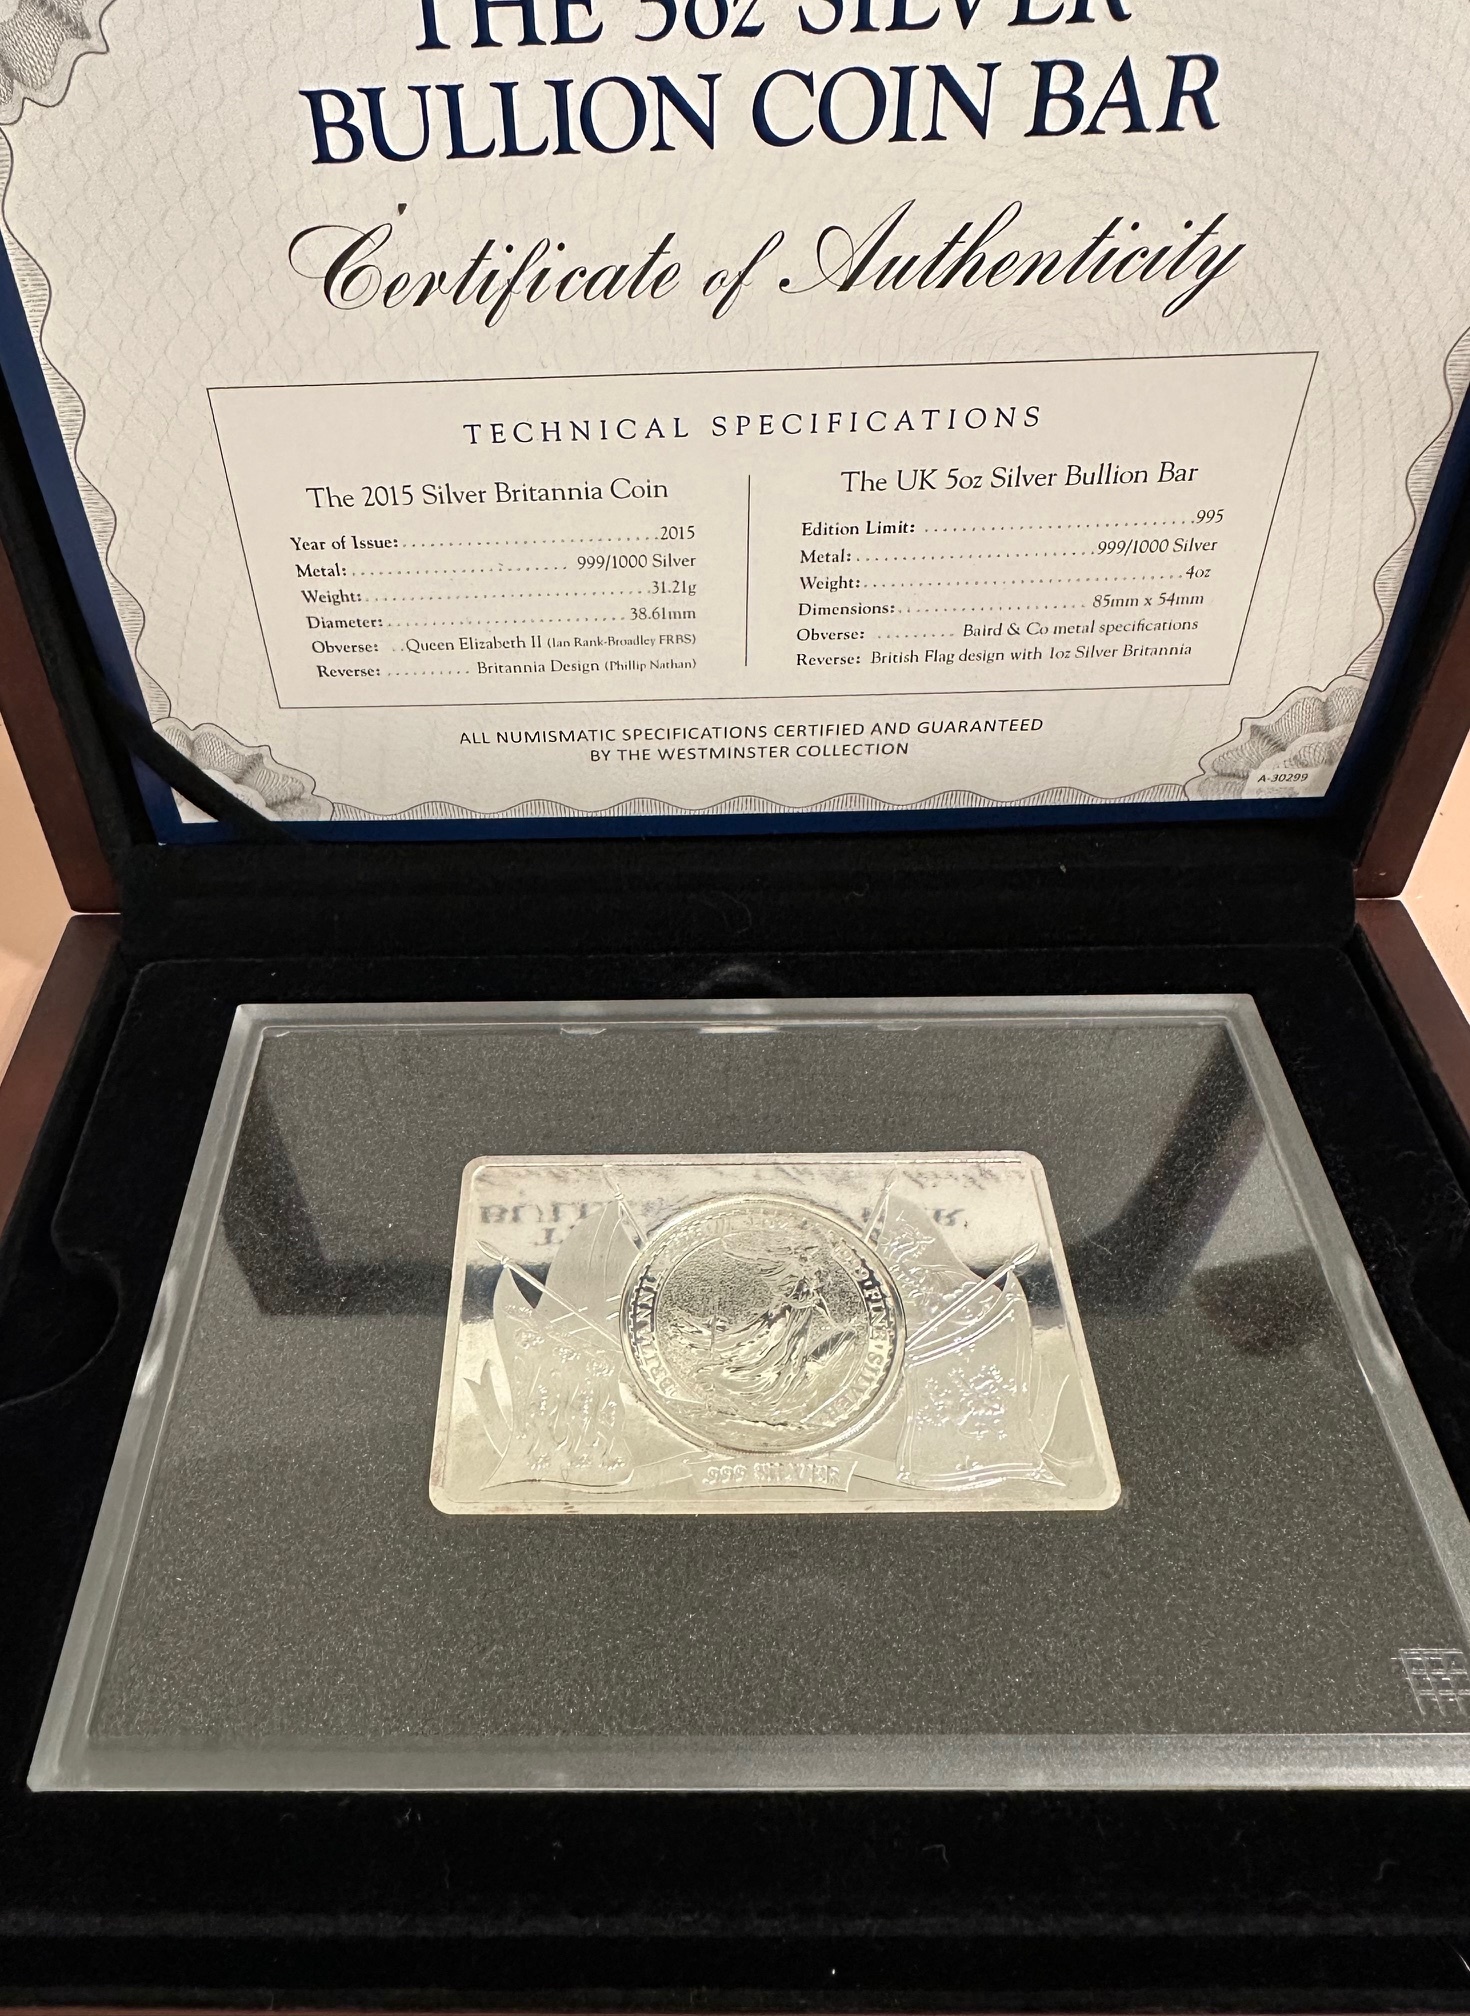 THE 5oz SILVER
BULLION COIN BAR
Certificate of Authenticity
TECHNICAL SPECIFICATIONS
The 2015 Silver Britannia Coin
Year of Issue:............................2015
Metal:......................... 999/1000 Silver
Weight:...............................31.21g
Diameter:............................38.61mm
Obverse: ..Queen Elizabeth II (Ian Rank-Broadley FRBS)
Reverse: .......... Britannia Design (Phillip Nathan)
The UK 5oz Silver Bullion Bar
Edition Limit: .............................995
Metal:..........................999/1000 Silver
Weight:...................................4oz
Dimensions:........................ 85mm x 54mm
Obverse: ......... Baird & Co metal specifications
Reverse: British Flag design with 1oz Silver Britannia
ALL NUMISMATIC SPECIFICATIONS CERTIFIED AND GUARANTEED
BY THE WESTMINSTER COLLECTION
A-30299
999 FINE SILVER
.999 SILVER